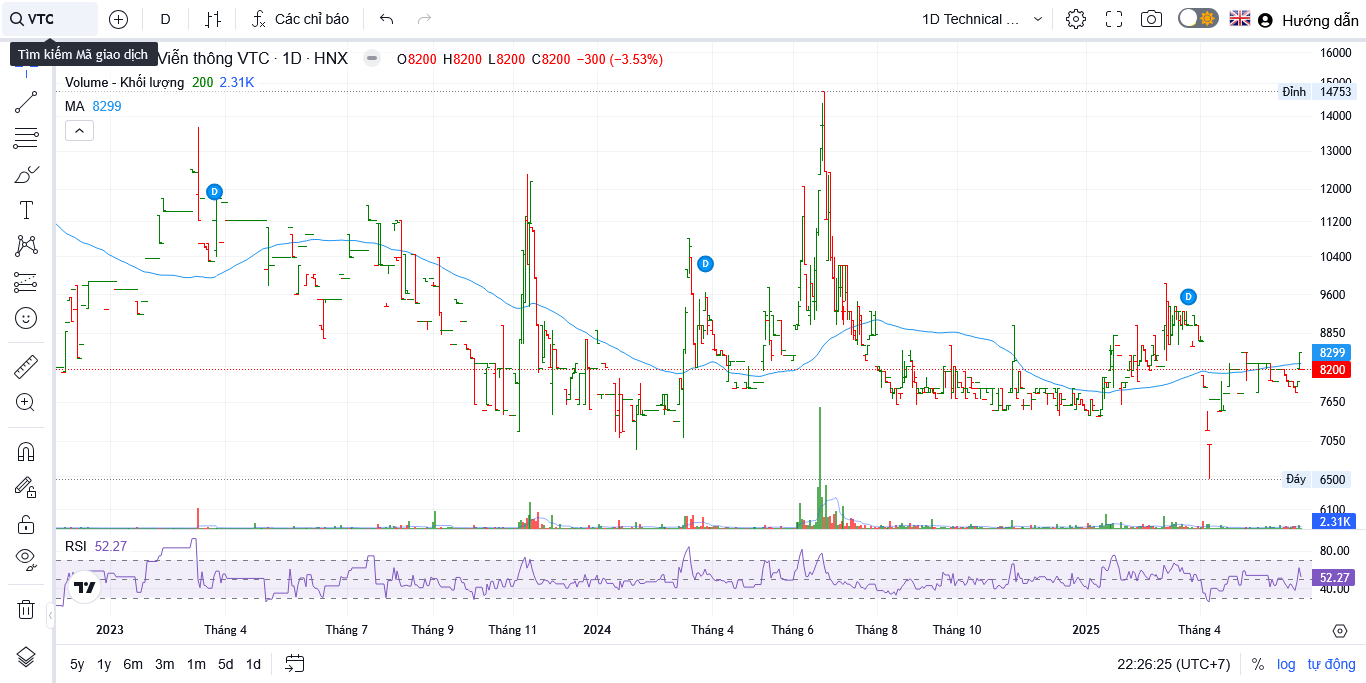 VTC
D
Các chỉ báo
1D Technical ...
Hướng dẫn
Tìm kiếm Mã giao dịch
Viễn thông VTC · 1D · HNX
O8200 H8200 L8200 C8200 −300 (−3.53%)
Volume - Khối lượng 200 2.31K
MA 8299
16000
15000
Đỉnh 14753
14000
13000
12000
11200
10400
9600
8850
8299
8200
7650
7050
Đáy 6500
6100
2.31K
D
D
D
RSI 52.27
80.00
52.27
40.00
2023 Tháng 4 Tháng 7 Tháng 9 Tháng 11 2024 Tháng 4 Tháng 6 Tháng 8 Tháng 10 2025 Tháng 4
5y 1y 6m 3m 1m 5d 1d
22:26:25 (UTC+7) % log tự động